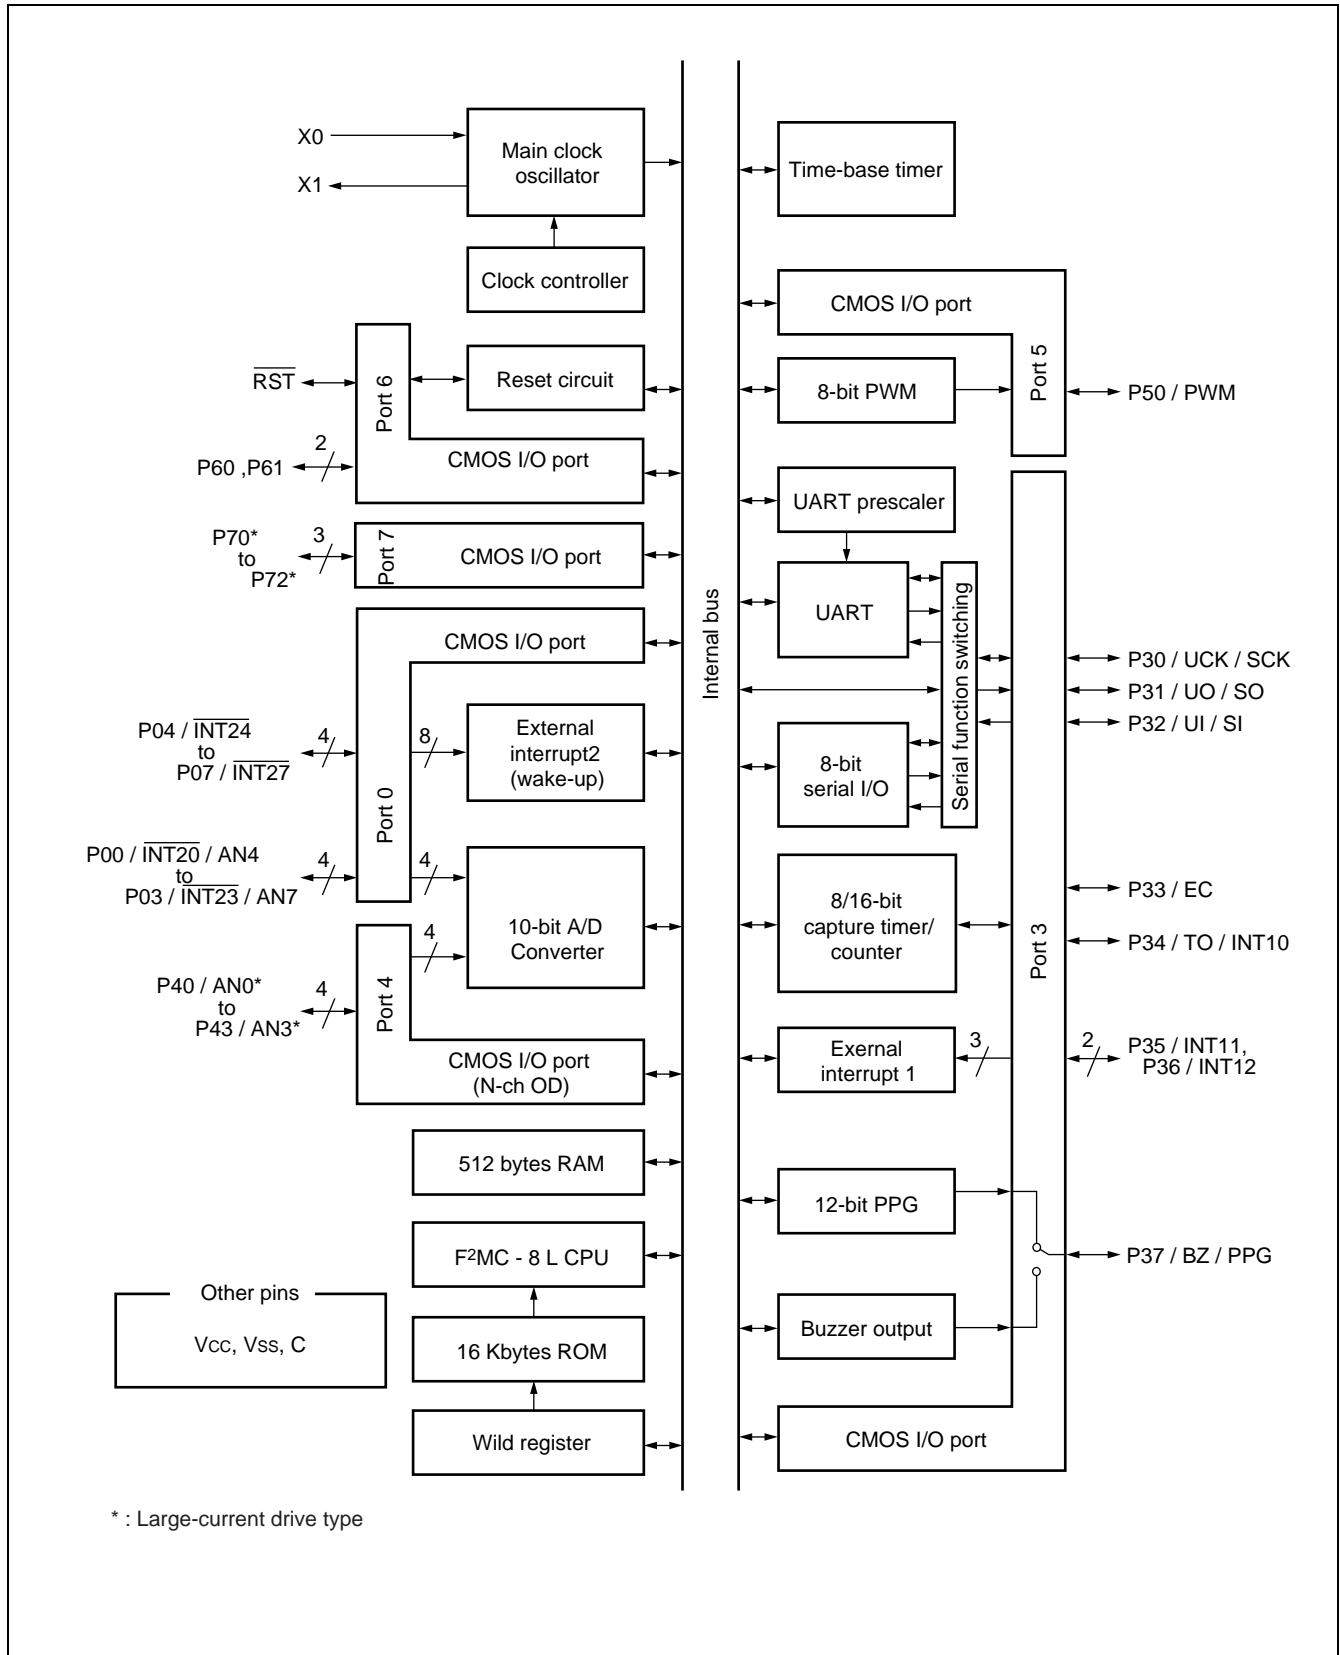 X0
X1
Main clock
oscillator
Clock controller
RST
Port 6
Reset circuit
P60 ,P61
2
CMOS I/O port
P70*
to
P72*
3
Port 7
CMOS I/O port
CMOS I/O port
P04 / INT24
to
P07 / INT27
4
Port 0
8
External
interrupt2
(wake-up)
P00 / INT20 / AN4
to
P03 / INT23 / AN7
4
4
10-bit A/D
Converter
4
P40 / AN0*
to
P43 / AN3*
4
Port 4
CMOS I/O port
(N-ch OD)
512 bytes RAM
F²MC - 8 L CPU
16 Kbytes ROM
Wild register
Other pins
Vcc, Vss, C
Internal bus
Time-base timer
CMOS I/O port
Port 5
8-bit PWM
P50 / PWM
UART prescaler
UART
Serial function switching
8-bit
serial I/O
P30 / UCK / SCK
P31 / UO / SO
P32 / UI / SI
8/16-bit
capture timer/
counter
Port 3
P33 / EC
P34 / TO / INT10
Exernal
interrupt 1
3
2
P35 / INT11,
P36 / INT12
12-bit PPG
P37 / BZ / PPG
Buzzer output
CMOS I/O port
* : Large-current drive type